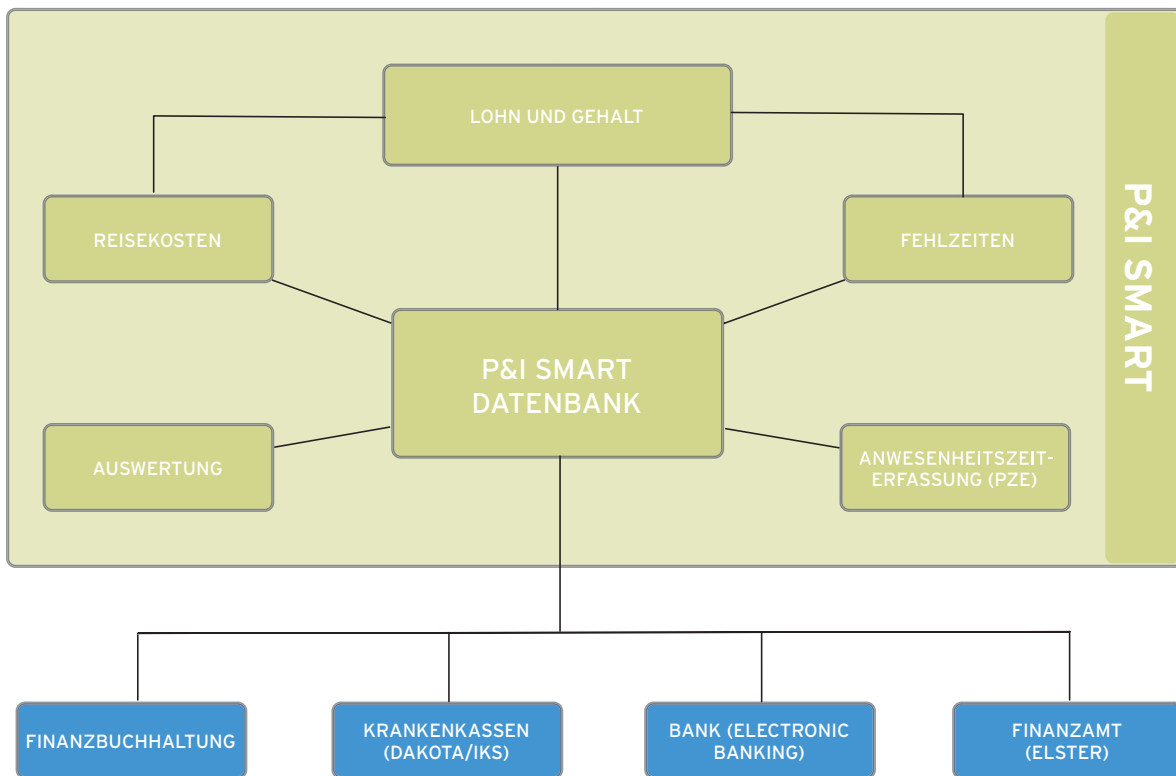 LOHN UND GEHALT
REISEKOSTEN
FEHLZEITEN
P&I SMART
P&I SMART
DATENBANK
AUSWERTUNG
ANWESENHEITSZEIT-
ERFASSUNG (PZE)
FINANZBUCHHALTUNG
KRANKENKASSEN
(DAKOTA/IKS)
BANK (ELECTRONIC
BANKING)
FINANZAMT
(ELSTER)